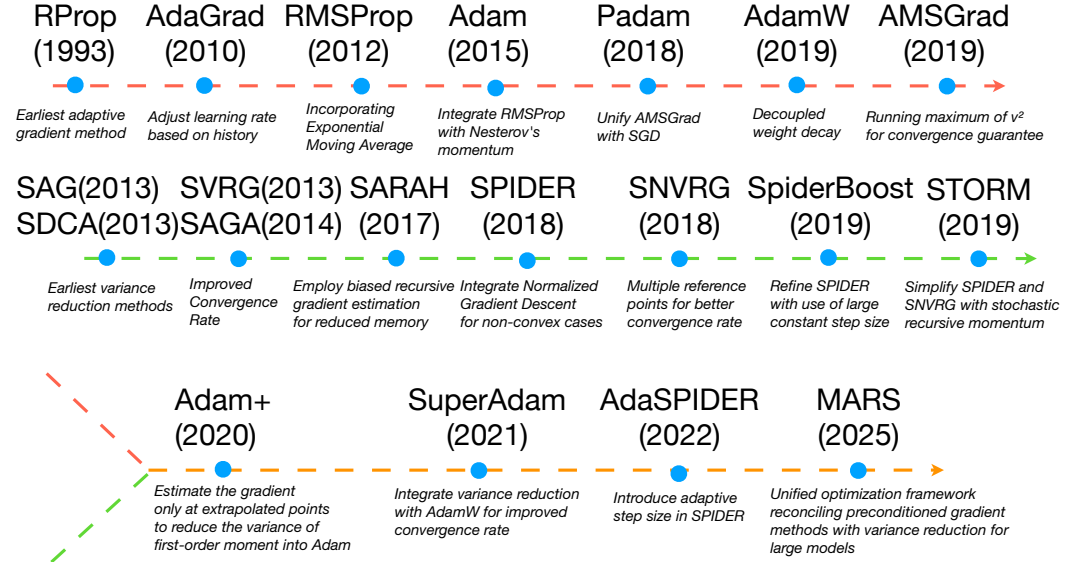 RProp
(1993)
Earliest adaptive
gradient method
AdaGrad
(2010)
Adjust learning rate
based on history
RMSProp
(2012)
Incorporating
Exponential
Moving Average
Adam
(2015)
Integrate RMSProp
with Nesterov's
momentum
Padam
(2018)
Unify AMSGrad
with SGD
AdamW
(2019)
Decoupled
weight decay
AMSGrad
(2019)
Running maximum of v²
for convergence guarantee
SAG(2013)
SDCA(2013)
Earliest variance
reduction methods
SVRG(2013)
SAGA(2014)
Improved
Convergence
Rate
SARAH
(2017)
Employ biased recursive
gradient estimation
for reduced memory
SPIDER
(2018)
Integrate Normalized
Gradient Descent
for non-convex cases
SNVRG
(2018)
Multiple reference
points for better
convergence rate
SpiderBoost
(2019)
Refine SPIDER
with use of large
constant step size
STORM
(2019)
Simplify SPIDER and
SNVRG with stochastic
recursive momentum
Adam+
(2020)
Estimate the gradient
only at extrapolated points
to reduce the variance of
first-order moment into Adam
SuperAdam
(2021)
Integrate variance reduction
with AdamW for improved
convergence rate
AdaSPIDER
(2022)
Introduce adaptive
step size in SPIDER
MARS
(2025)
Unified optimization framework
reconciling preconditioned gradient
methods with variance reduction for
large models